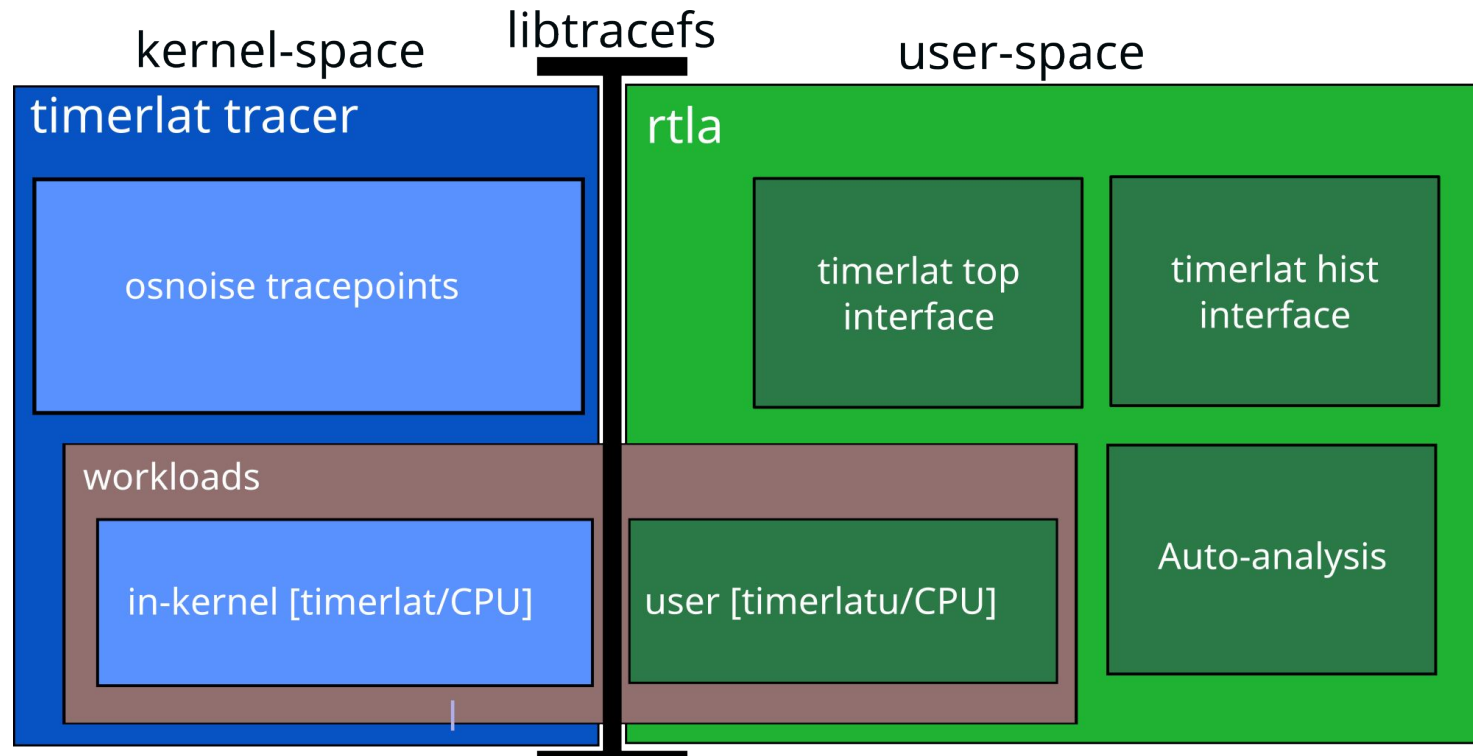 kernel-space
libtracefs
user-space
timerlat tracer
rtla
osnoise tracepoints
timerlat top
interface
timerlat hist
interface
workloads
in-kernel [timerlat/CPU]
user [timerlatu/CPU]
Auto-analysis